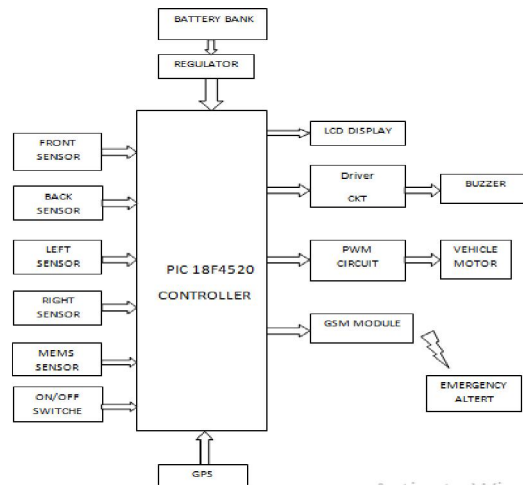 BATTERY BANK
REGULATOR
LCD DISPLAY
FRONT
SENSOR
Driver
CKT
BUZZER
BACK
SENSOR
LEFT
SENSOR
PIC 18F4520
CONTROLLER
PWM
CIRCUIT
VEHICLE
MOTOR
RIGHT
SENSOR
GSM MODULE
MEMS
SENSOR
EMERGENCY
ALTERT
ON/OFF
SWITCHE
GPS